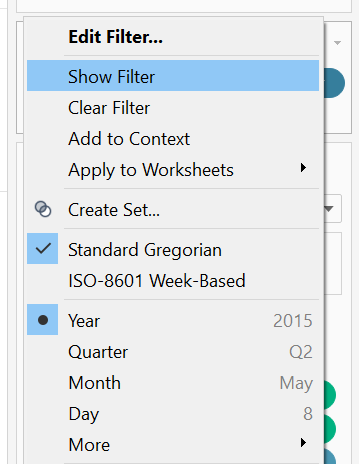 Edit Filter...
Show Filter
Clear Filter
Add to Context
Apply to Worksheets
Create Set...
Standard Gregorian
ISO-8601 Week-Based
Year 2015
Quarter Q2
Month May
Day 8
More